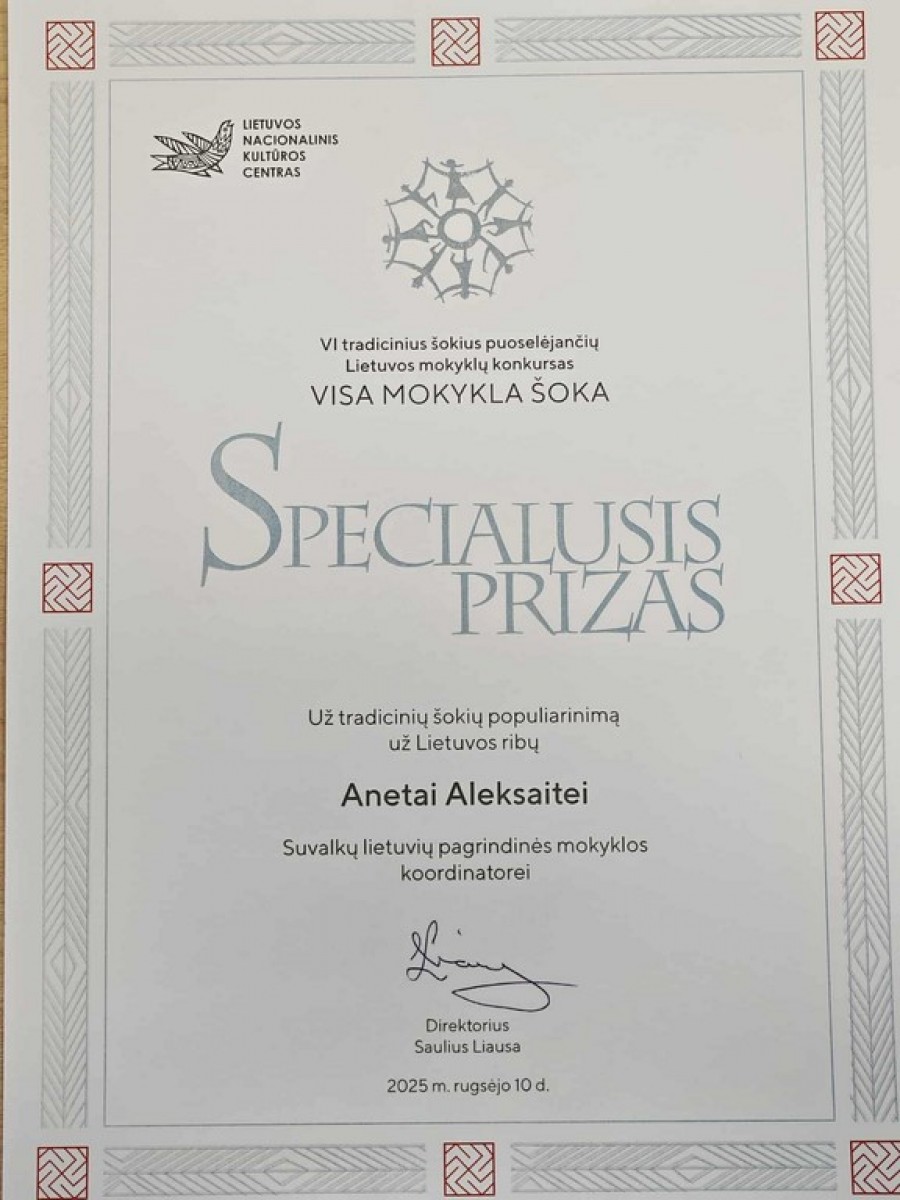 LIETUVOS
NACIONALINIS
KULTŪROS
CENTRAS
VI tradicinius šokius puoselėjančių
Lietuvos mokyklų konkursas
VISA MOKYKLA ŠOKA
SPECIALUSIS
PRIZAS
Už tradicinių šokių populiarinimą
už Lietuvos ribų
Anetai Aleksaitei
Suvalkų lietuvių pagrindinės mokyklos
koordinatorei
Direktorius
Saulius Liausa
2025 m. rugsėjo 10 d.